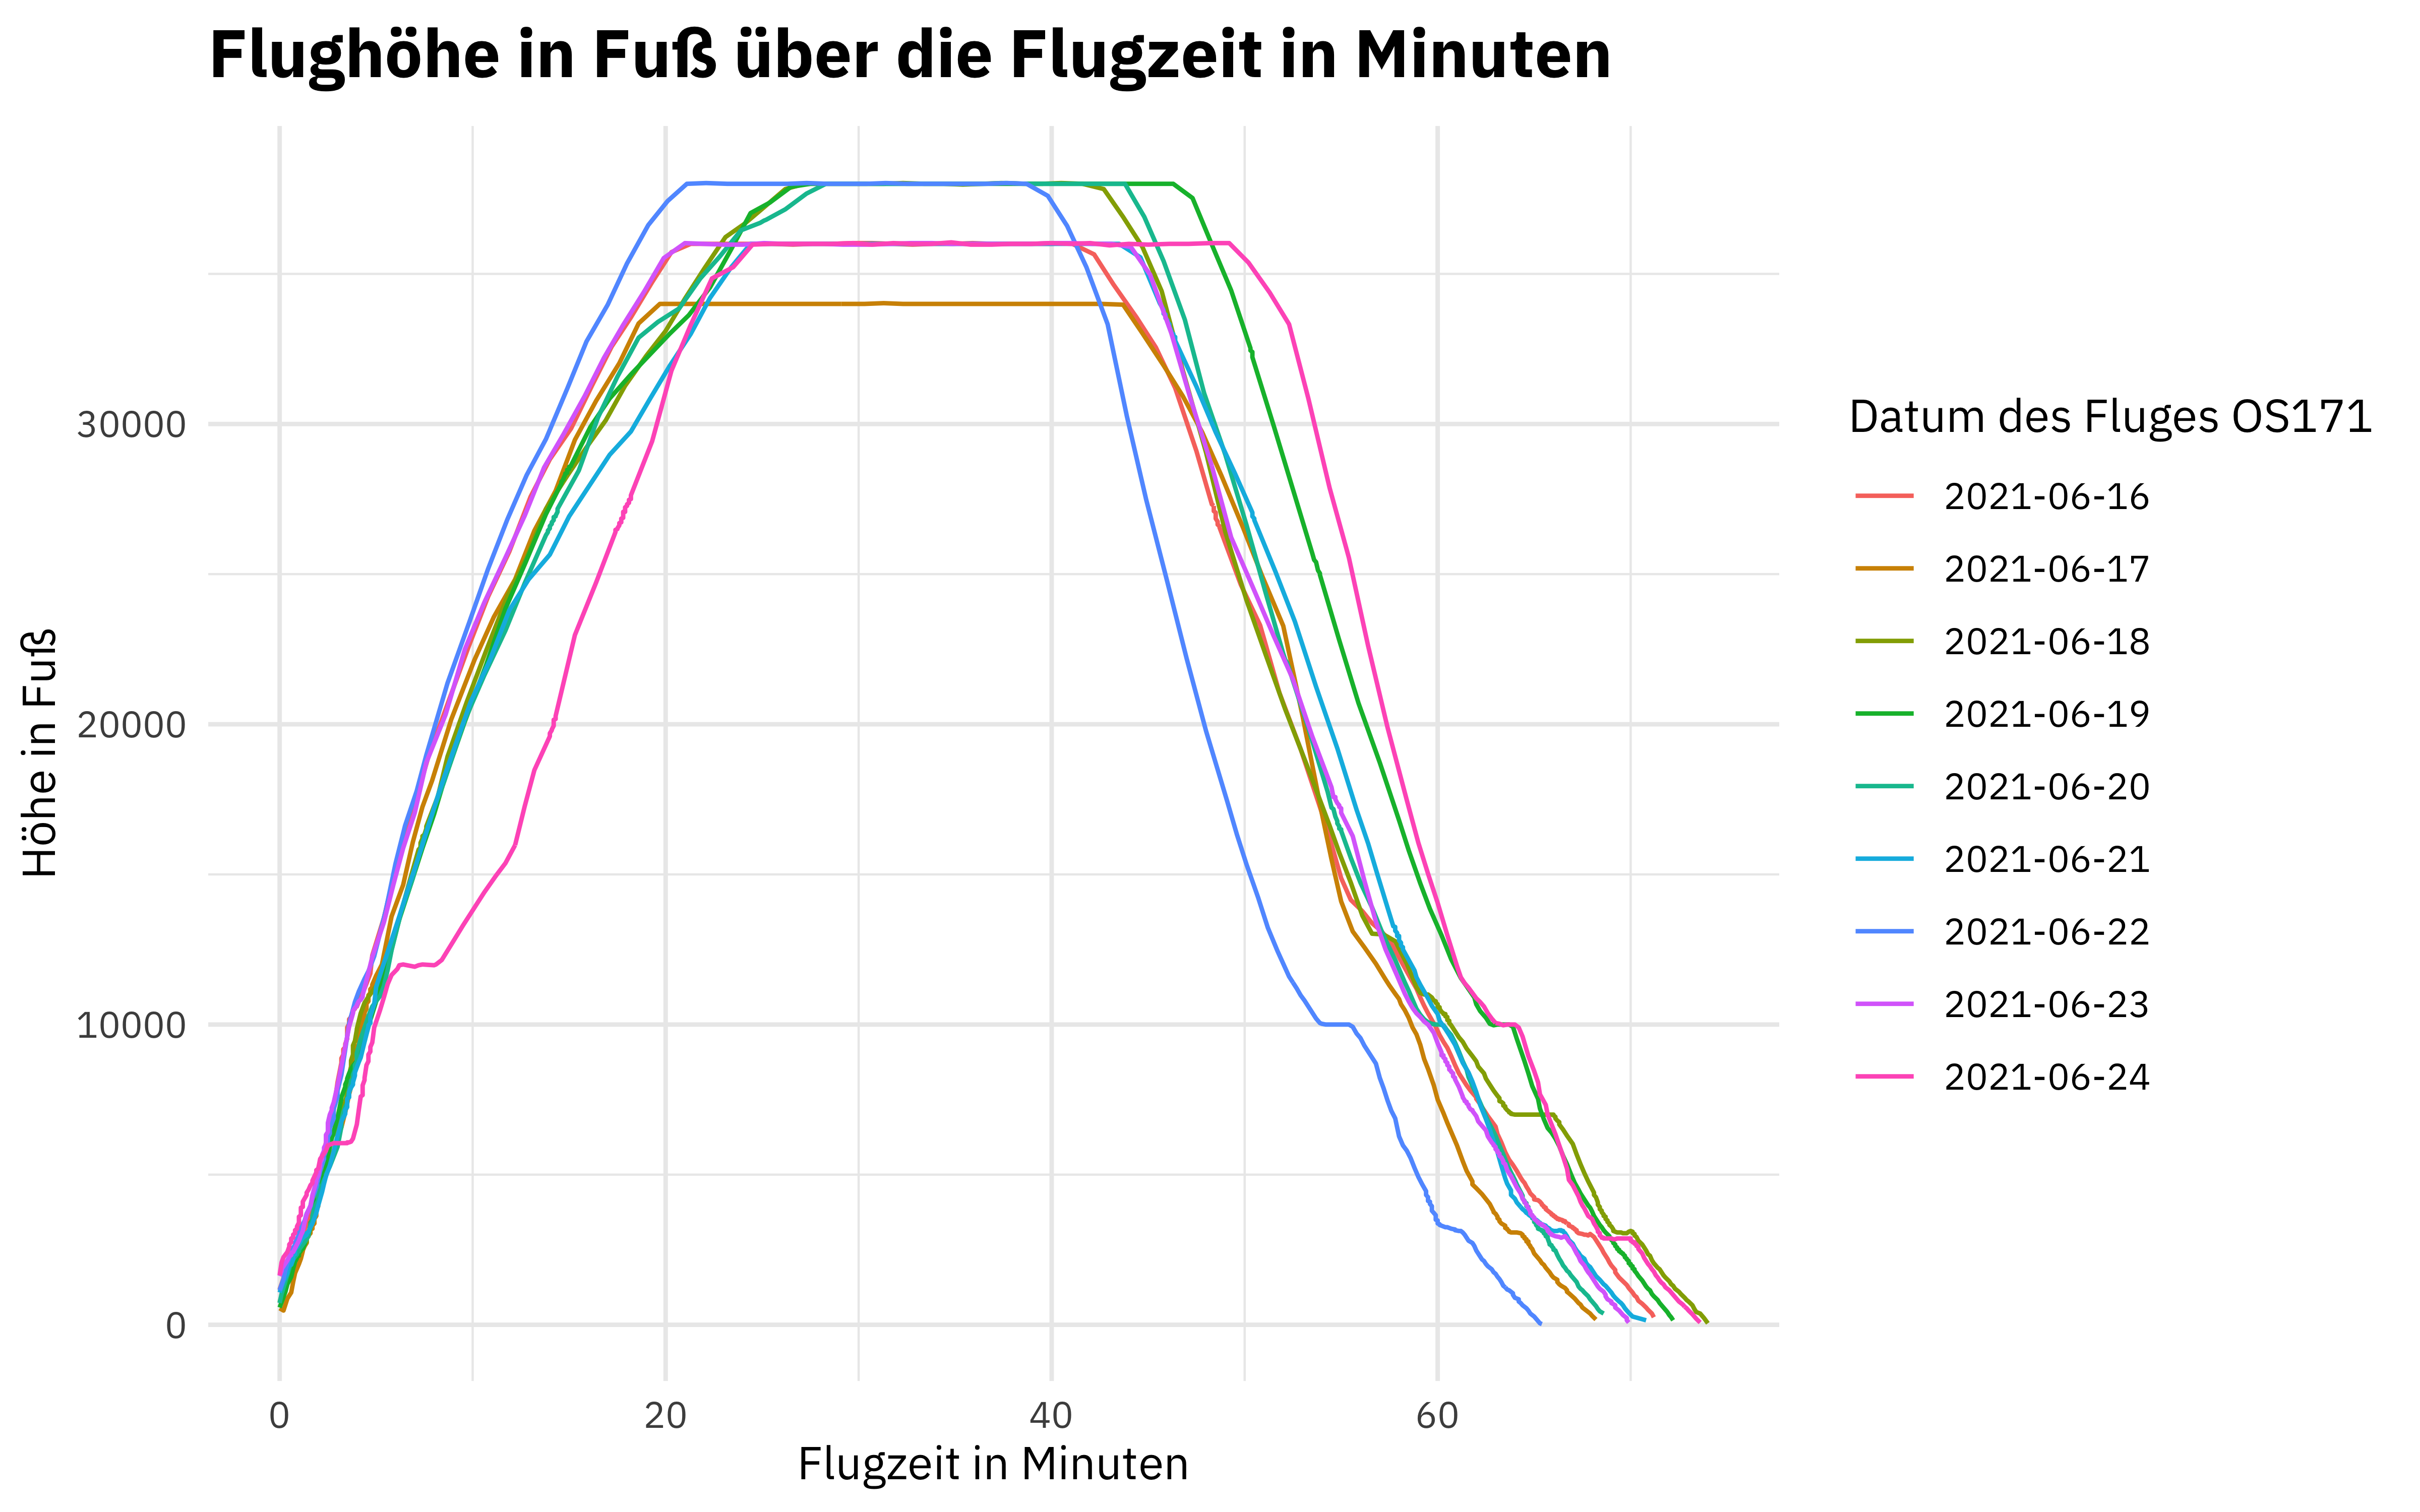 Flughöhe in Fuß über die Flugzeit in Minuten
Höhe in Fuß
30000
20000
10000
0
0 20 40 60
Flugzeit in Minuten
Datum des Fluges OS171
2021-06-16
2021-06-17
2021-06-18
2021-06-19
2021-06-20
2021-06-21
2021-06-22
2021-06-23
2021-06-24